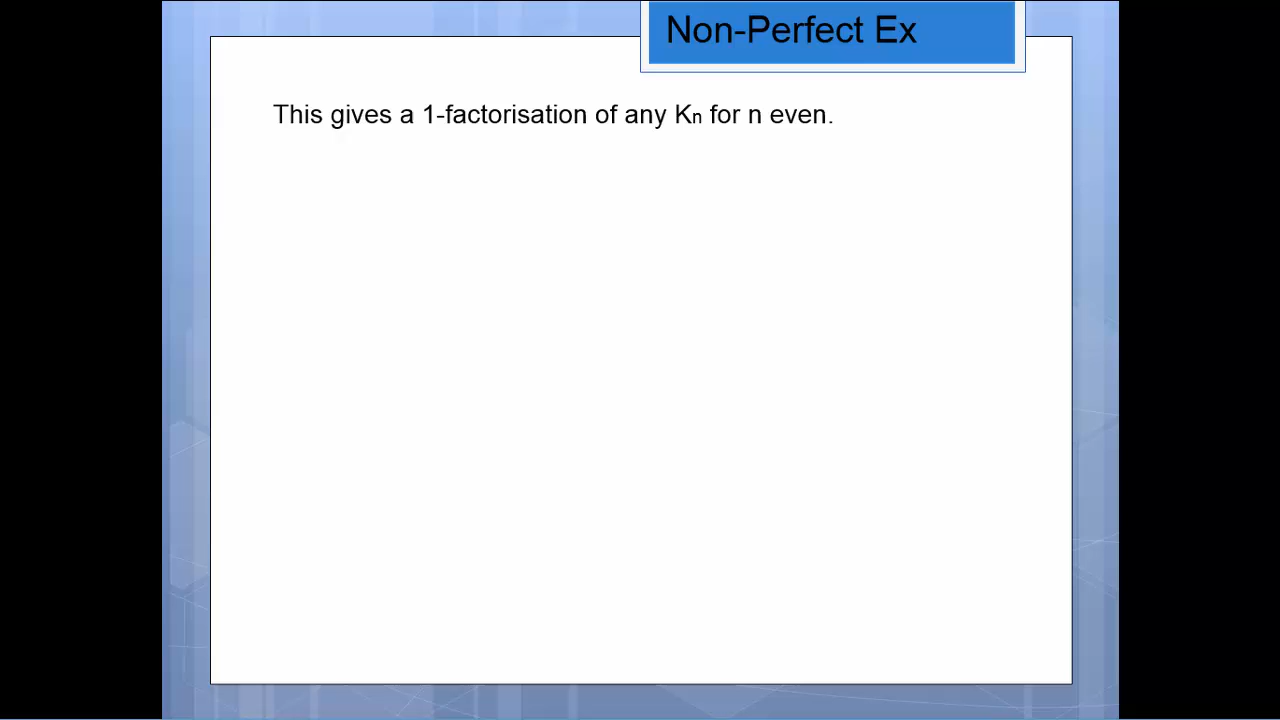 Non-Perfect Ex
This gives a 1-factorisation of any Kn for n even.